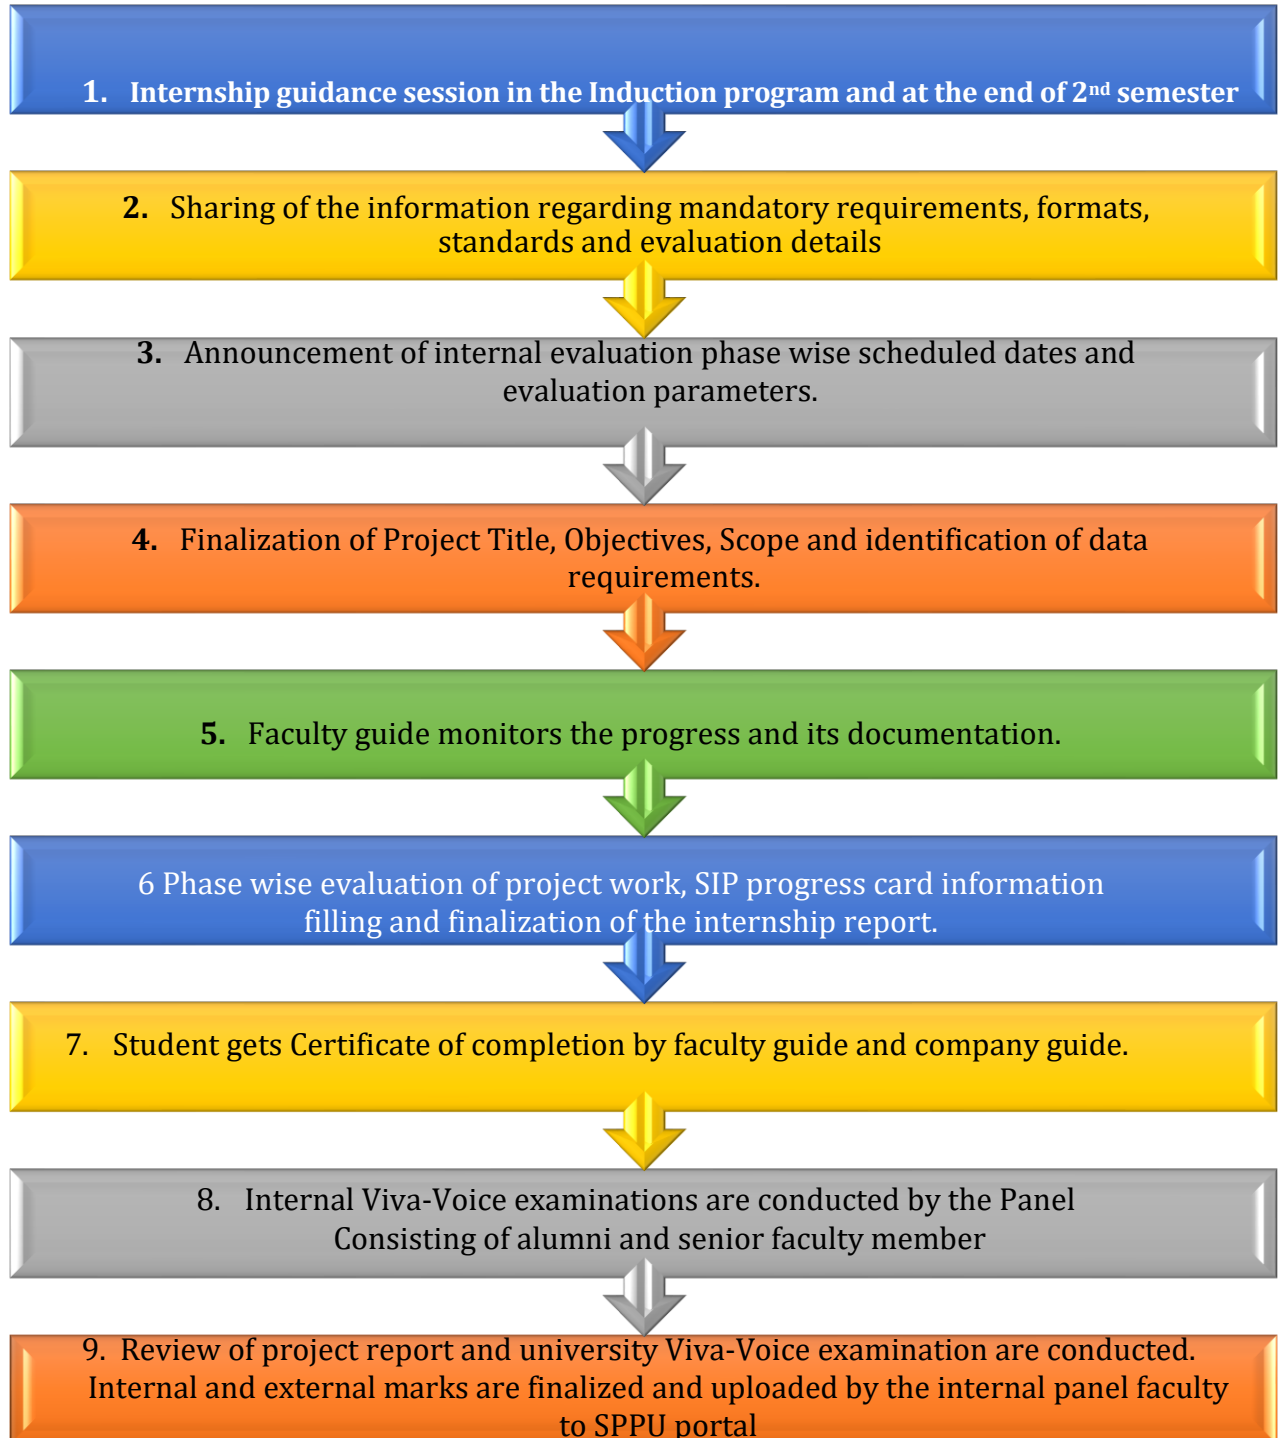 1. Internship guidance session in the Induction program and at the end of 2nd semester
2. Sharing of the information regarding mandatory requirements, formats,
standards and evaluation details
3. Announcement of internal evaluation phase wise scheduled dates and
evaluation parameters.
4. Finalization of Project Title, Objectives, Scope and identification of data
requirements.
5. Faculty guide monitors the progress and its documentation.
6 Phase wise evaluation of project work, SIP progress card information
filling and finalization of the internship report.
7. Student gets Certificate of completion by faculty guide and company guide.
8. Internal Viva-Voice examinations are conducted by the Panel
Consisting of alumni and senior faculty member
9. Review of project report and university Viva-Voice examination are conducted.
Internal and external marks are finalized and uploaded by the internal panel faculty
to SPPU portal